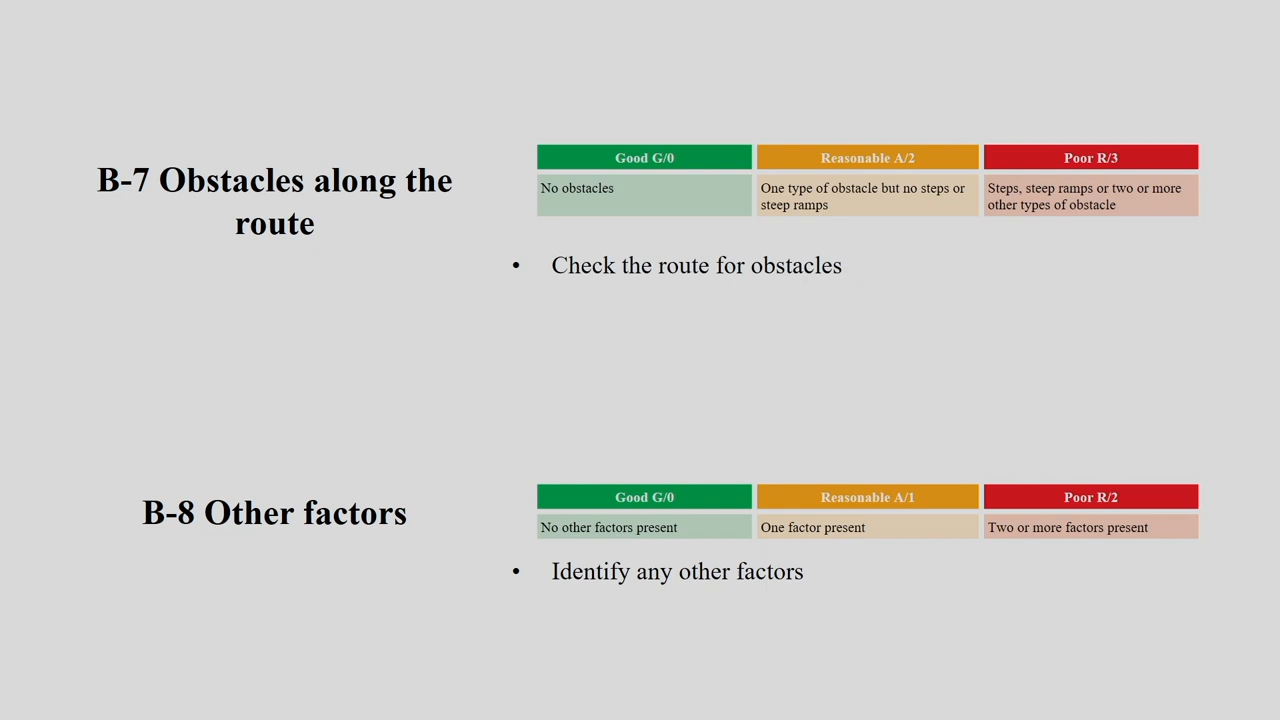 B-7 Obstacles along the
route
Good G/0
Reasonable A/2
Poor R/3
No obstacles
One type of obstacle but no steps or
steep ramps
Steps, steep ramps or two or more
other types of obstacle
• Check the route for obstacles
B-8 Other factors
Good G/0
Reasonable A/1
Poor R/2
No other factors present
One factor present
Two or more factors present
• Identify any other factors